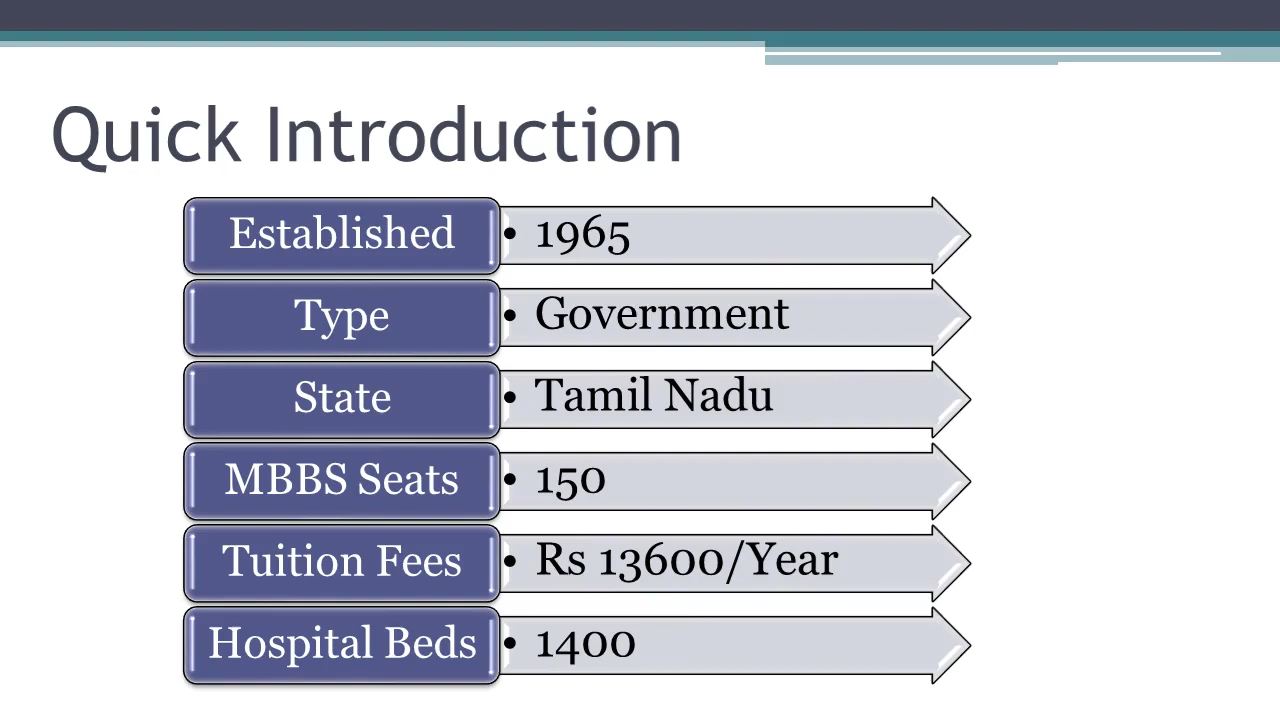 Quick Introduction
Established • 1965
Type • Government
State • Tamil Nadu
MBBS Seats • 150
Tuition Fees • Rs 13600/Year
Hospital Beds • 1400